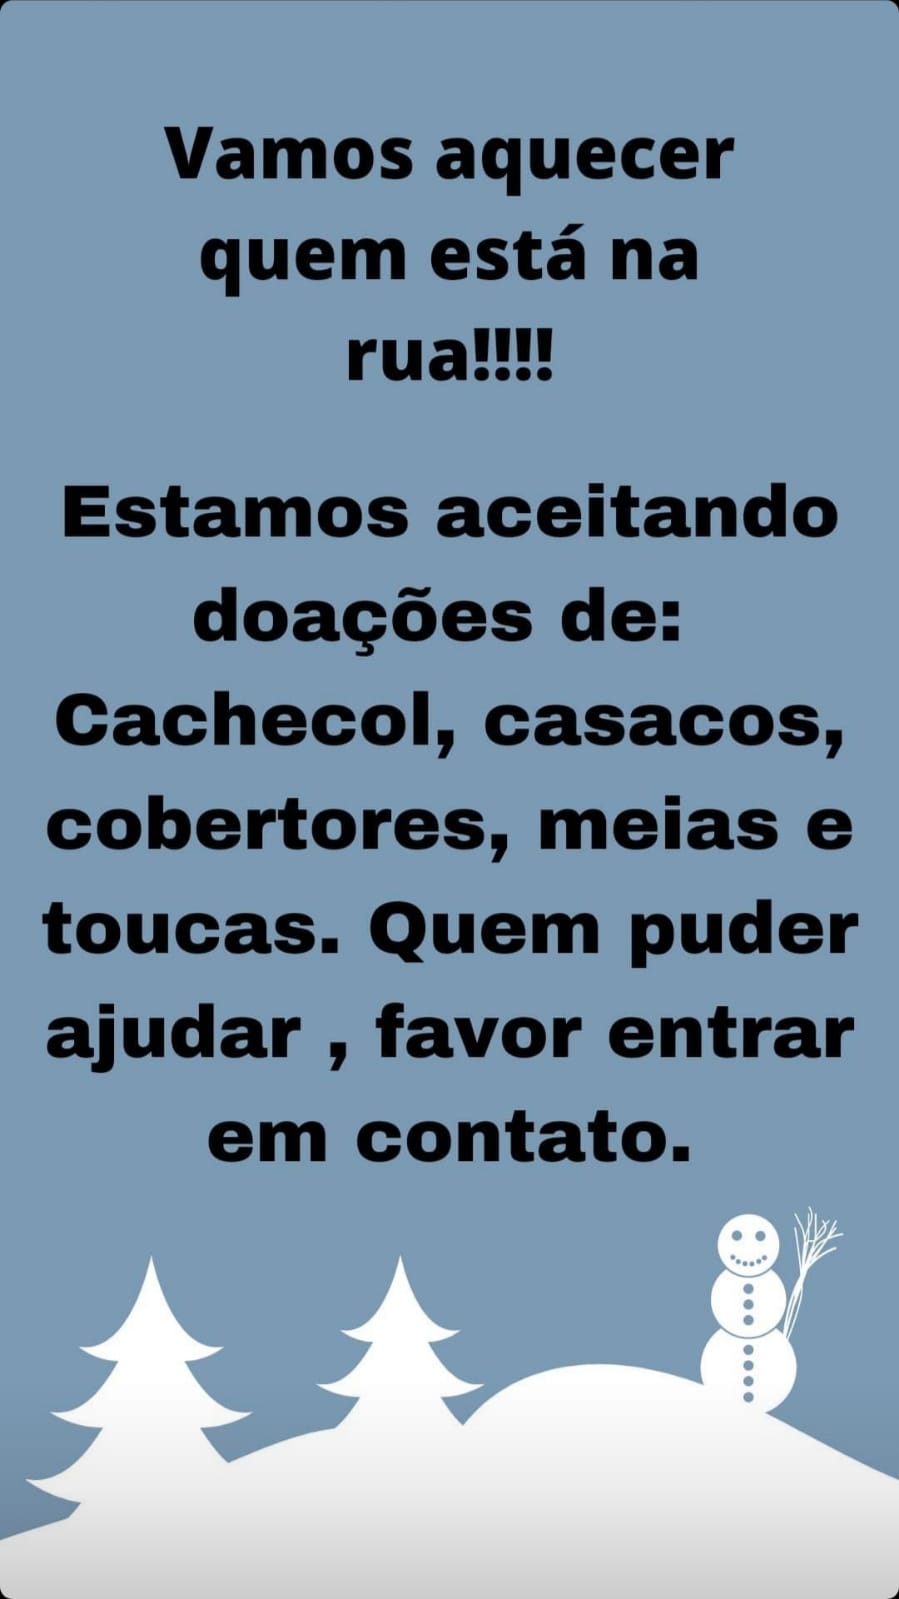 Vamos aquecer
quem está na
rua!!!!
Estamos aceitando
doações de:
Cachecol, casacos,
cobertores, meias e
toucas. Quem puder
ajudar , favor entrar
em contato.